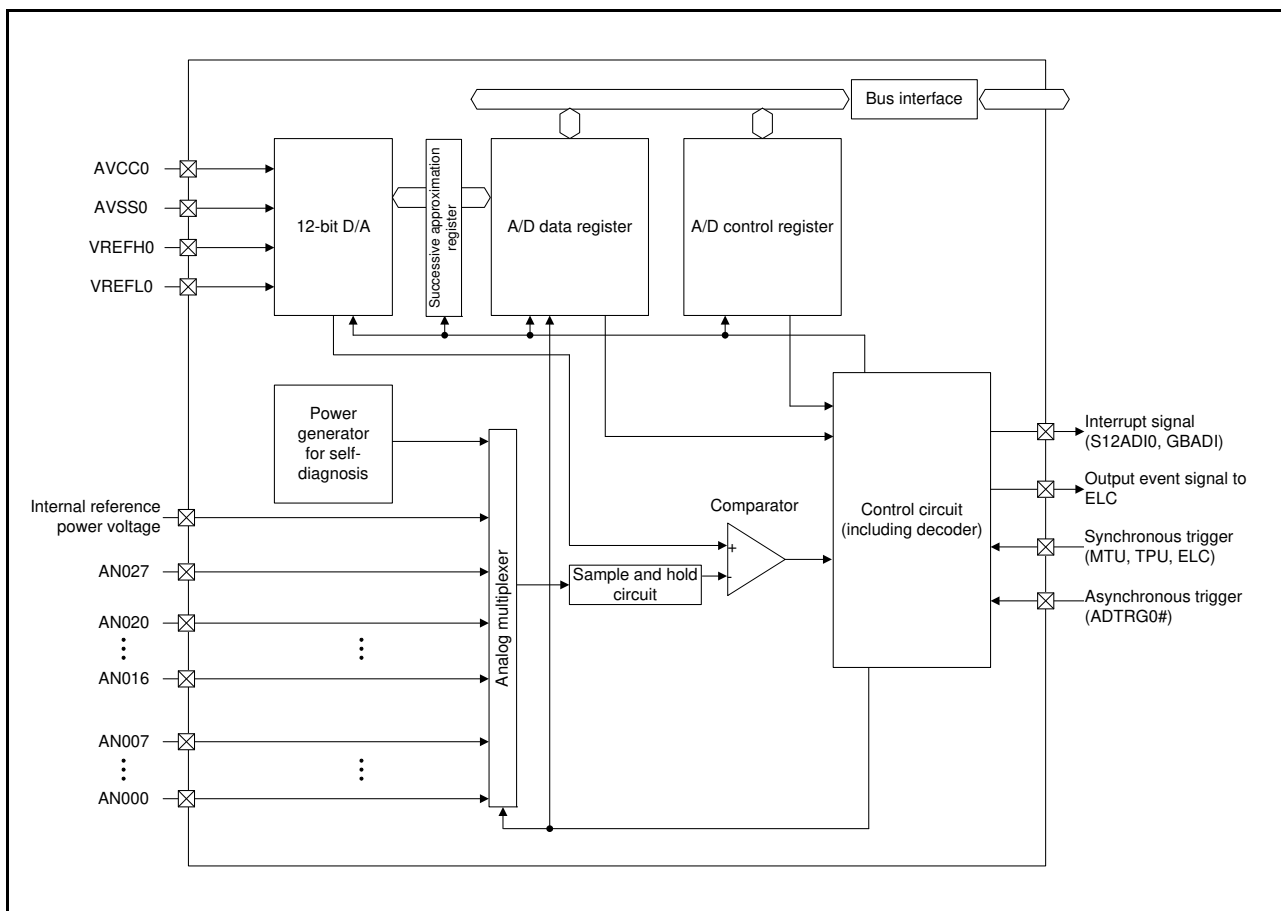 Bus interface
AVCC0
AVSS0
VREFH0
VREFL0
12-bit D/A
Successive approximation
register
A/D data register
A/D control register
Power
generator
for self-
diagnosis
Internal reference
power voltage
AN027
AN020
AN016
AN007
AN000
Analog multiplexer
Sample and hold
circuit
Comparator
+
-
Control circuit
(including decoder)
Interrupt signal
(S12ADI0, GBADI)
Output event signal to
ELC
Synchronous trigger
(MTU, TPU, ELC)
Asynchronous trigger
(ADTRG0#)